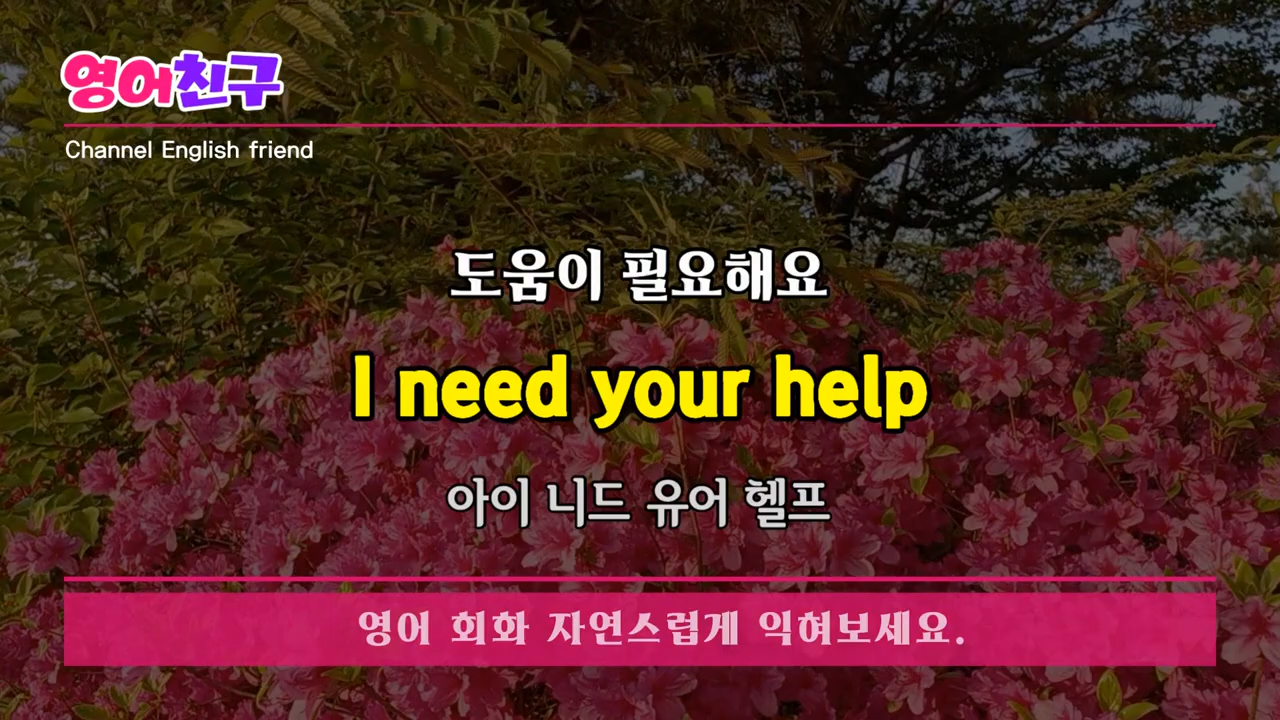 영어친구
Channel English friend
도움이 필요해요
I need your help
아이 니드 유어 헬프
영어 회화 자연스럽게 익혀보세요.